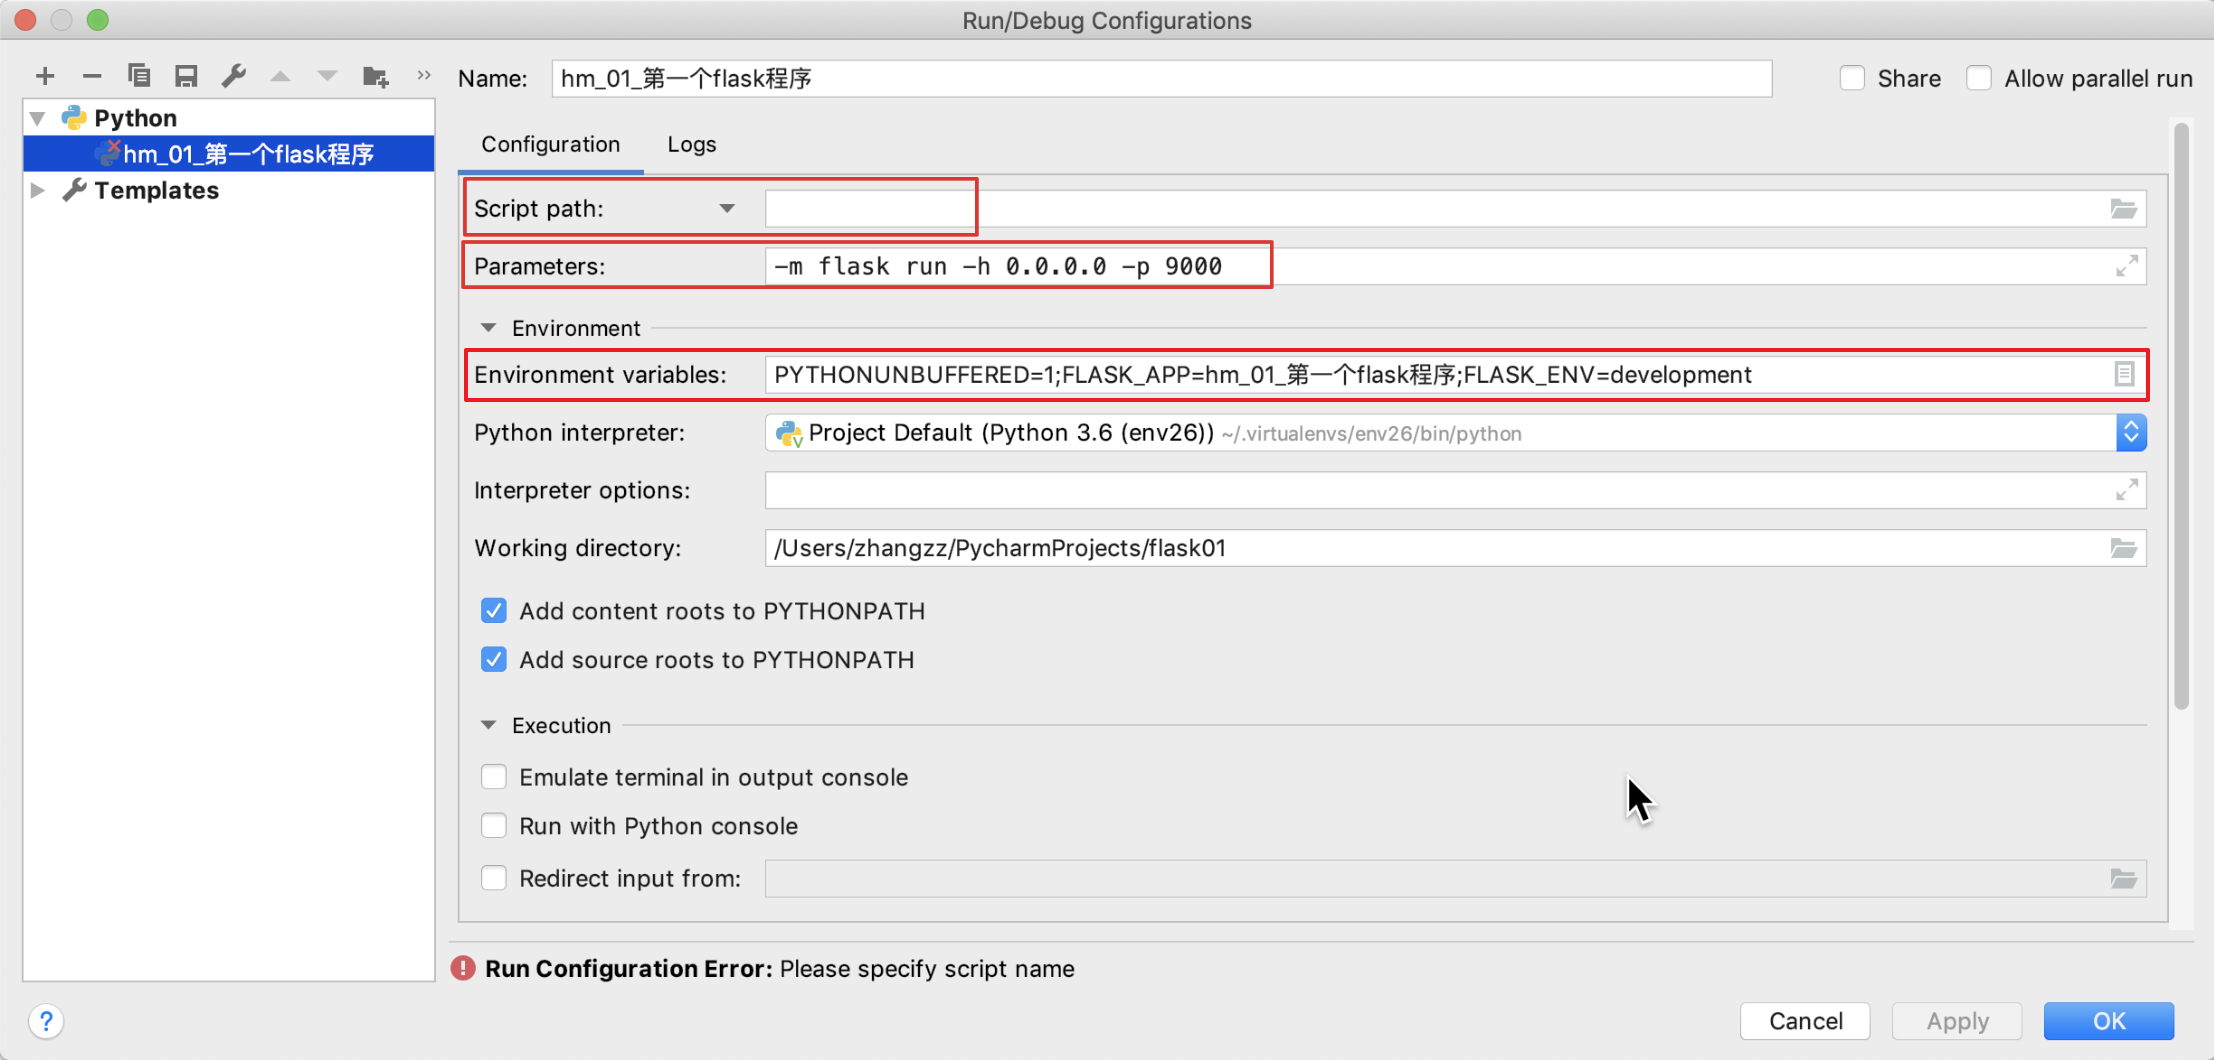 Run/Debug Configurations
Name: hm_01_第一个flask程序
Share
Allow parallel run
Python
hm_01_第一个flask程序
Templates
Configuration
Logs
Script path:
Parameters: -m flask run -h 0.0.0.0 -p 9000
Environment
Environment variables: PYTHONUNBUFFERED=1;FLASK_APP=hm_01_第一个flask程序;FLASK_ENV=development
Python interpreter: Project Default (Python 3.6 (env26)) ~/.virtualenvs/env26/bin/python
Interpreter options:
Working directory: /Users/zhangzz/PycharmProjects/flask01
Add content roots to PYTHONPATH
Add source roots to PYTHONPATH
Execution
Emulate terminal in output console
Run with Python console
Redirect input from:
Run Configuration Error: Please specify script name
?
Cancel
Apply
OK